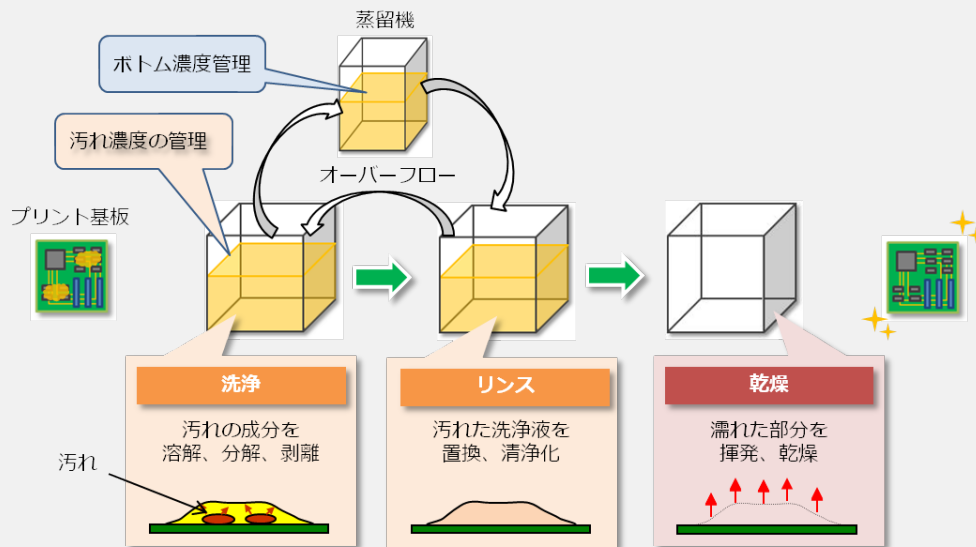 蒸留機
ボトム濃度管理
汚れ濃度の管理
オーバーフロー
プリント基板
洗浄
汚れの成分を
溶解、分解、剥離
汚れ
リンス
汚れた洗浄液を
置換、清浄化
乾燥
濡れた部分を
揮発、乾燥